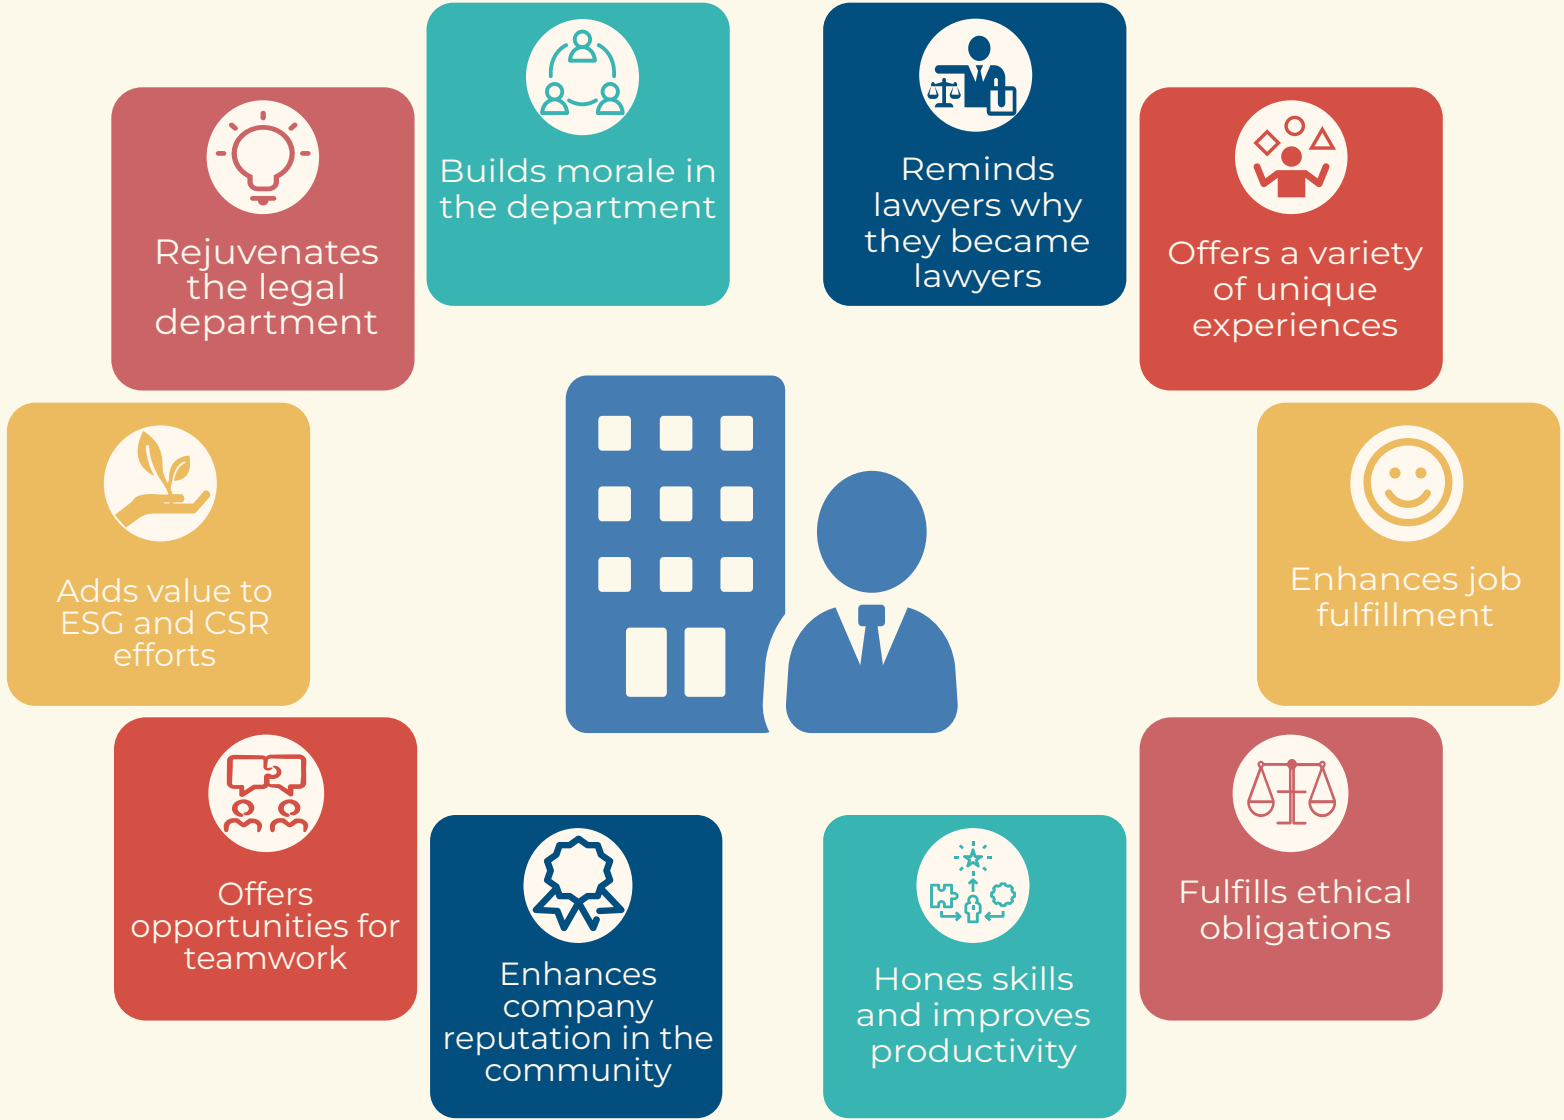 Builds morale in
the department
Reminds
lawyers why
they became
lawyers
Rejuvenates
the legal
department
Offers a variety
of unique
experiences
Adds value to
ESG and CSR
efforts
Enhances job
fulfillment
Offers
opportunities for
teamwork
Fulfills ethical
obligations
Enhances
company
reputation in the
community
Hones skills
and improves
productivity